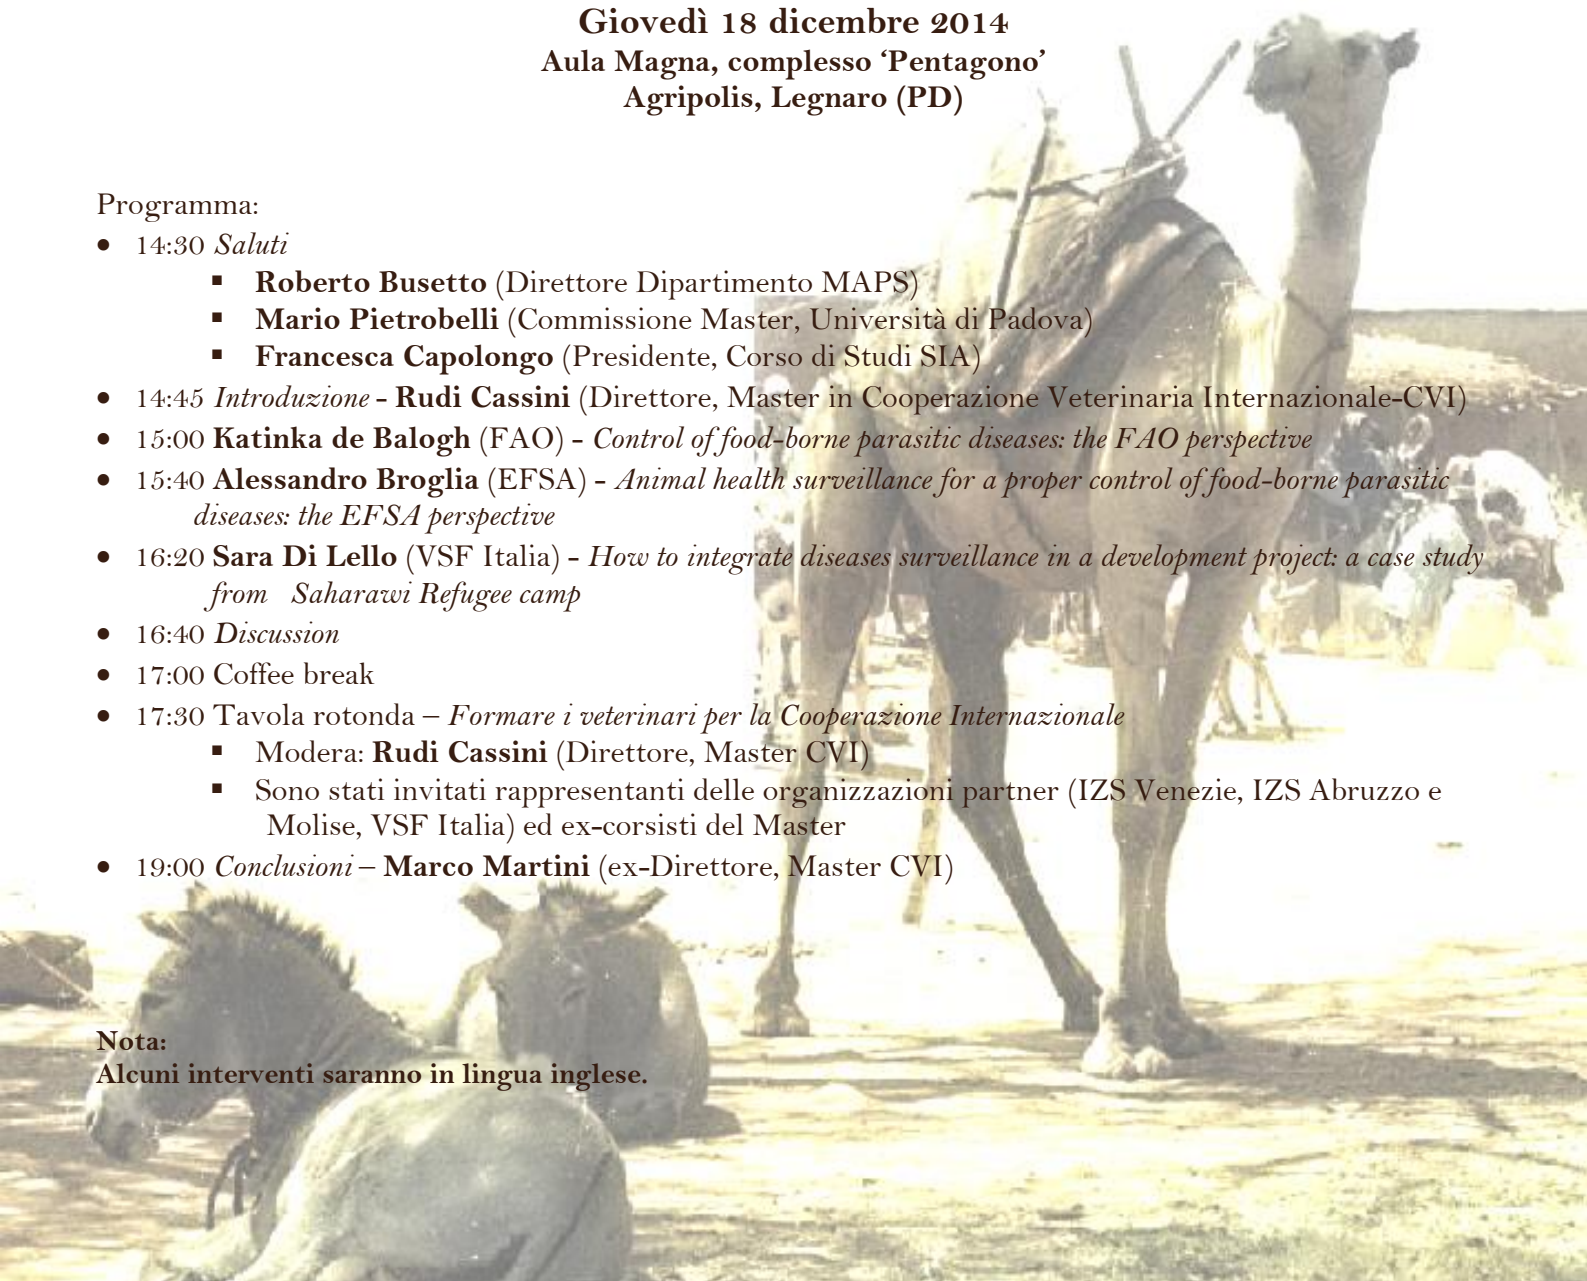 Giovedì 18 dicembre 2014
Aula Magna, complesso ‘Pentagono’
Agripolis, Legnaro (PD)
Programma:
• 14:30 Saluti
▪ Roberto Busetto (Direttore Dipartimento MAPS)
▪ Mario Pietrobelli (Commissione Master, Università di Padova)
▪ Francesca Capolongo (Presidente, Corso di Studi SIA)
• 14:45 Introduzione - Rudi Cassini (Direttore, Master in Cooperazione Veterinaria Internazionale-CVI)
• 15:00 Katinka de Balogh (FAO) - Control of food-borne parasitic diseases: the FAO perspective
• 15:40 Alessandro Broglia (EFSA) - Animal health surveillance for a proper control of food-borne parasitic
diseases: the EFSA perspective
• 16:20 Sara Di Lello (VSF Italia) - How to integrate diseases surveillance in a development project: a case study
from Saharawi Refugee camp
• 16:40 Discussion
• 17:00 Coffee break
• 17:30 Tavola rotonda – Formare i veterinari per la Cooperazione Internazionale
▪ Modera: Rudi Cassini (Direttore, Master CVI)
▪ Sono stati invitati rappresentanti delle organizzazioni partner (IZS Venezie, IZS Abruzzo e
Molise, VSF Italia) ed ex-corsisti del Master
• 19:00 Conclusioni – Marco Martini (ex-Direttore, Master CVI)
Nota:
Alcuni interventi saranno in lingua inglese.